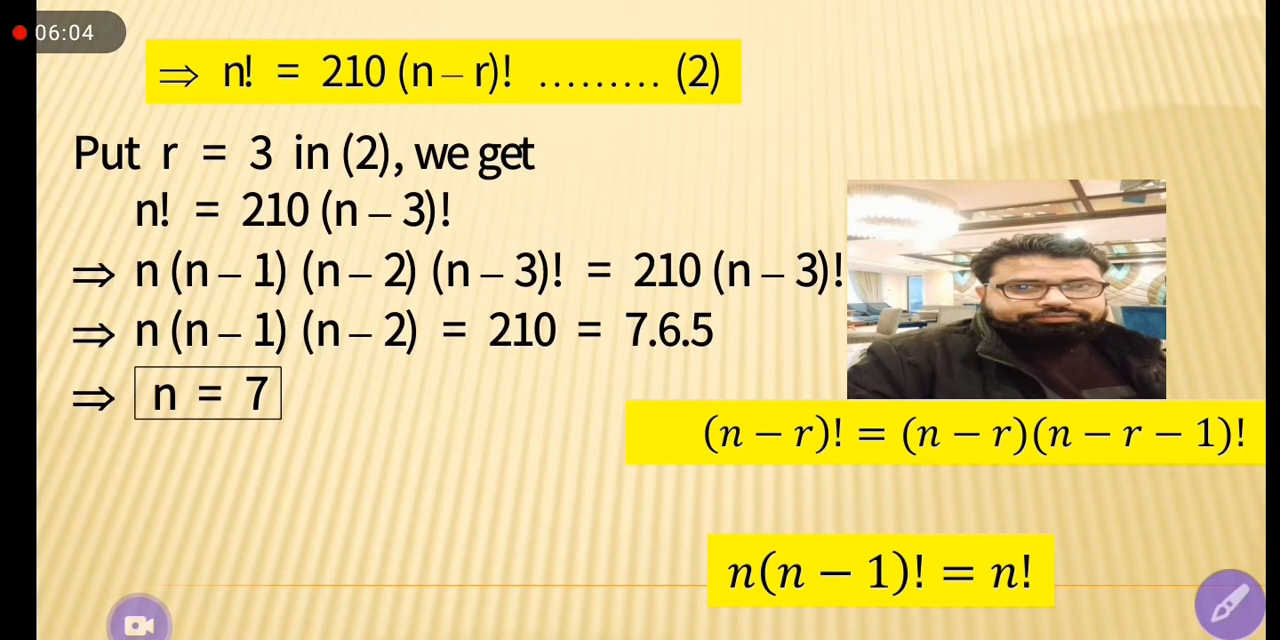 06:04
⇒ n! = 210 (n – r)! ......... (2)
Put r = 3 in (2), we get
n! = 210 (n – 3)!
⇒ n (n – 1) (n – 2) (n – 3)! = 210 (n – 3)!
⇒ n (n – 1) (n – 2) = 210 = 7.6.5
⇒ n = 7
(n − r)! = (n − r)(n − r − 1)!
n(n − 1)! = n!